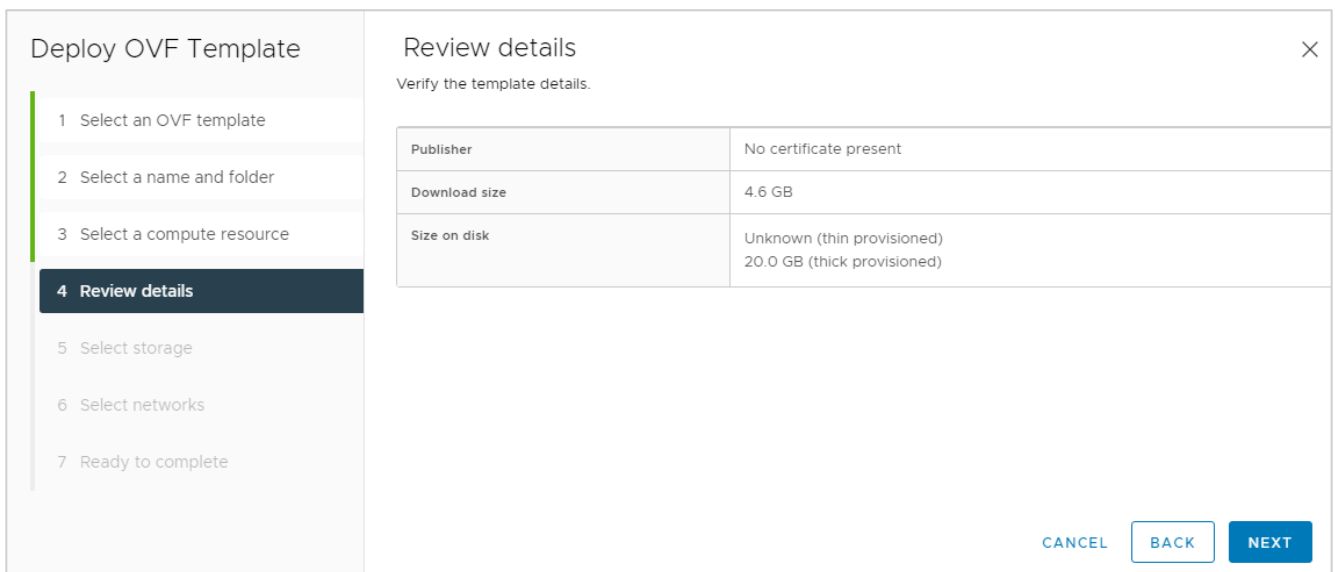 Deploy OVF Template
1 Select an OVF template
2 Select a name and folder
3 Select a compute resource
4 Review details
5 Select storage
6 Select networks
7 Ready to complete
Review details
Verify the template details.
Publisher No certificate present
Download size 4.6 GB
Size on disk Unknown (thin provisioned)
20.0 GB (thick provisioned)
CANCEL BACK NEXT